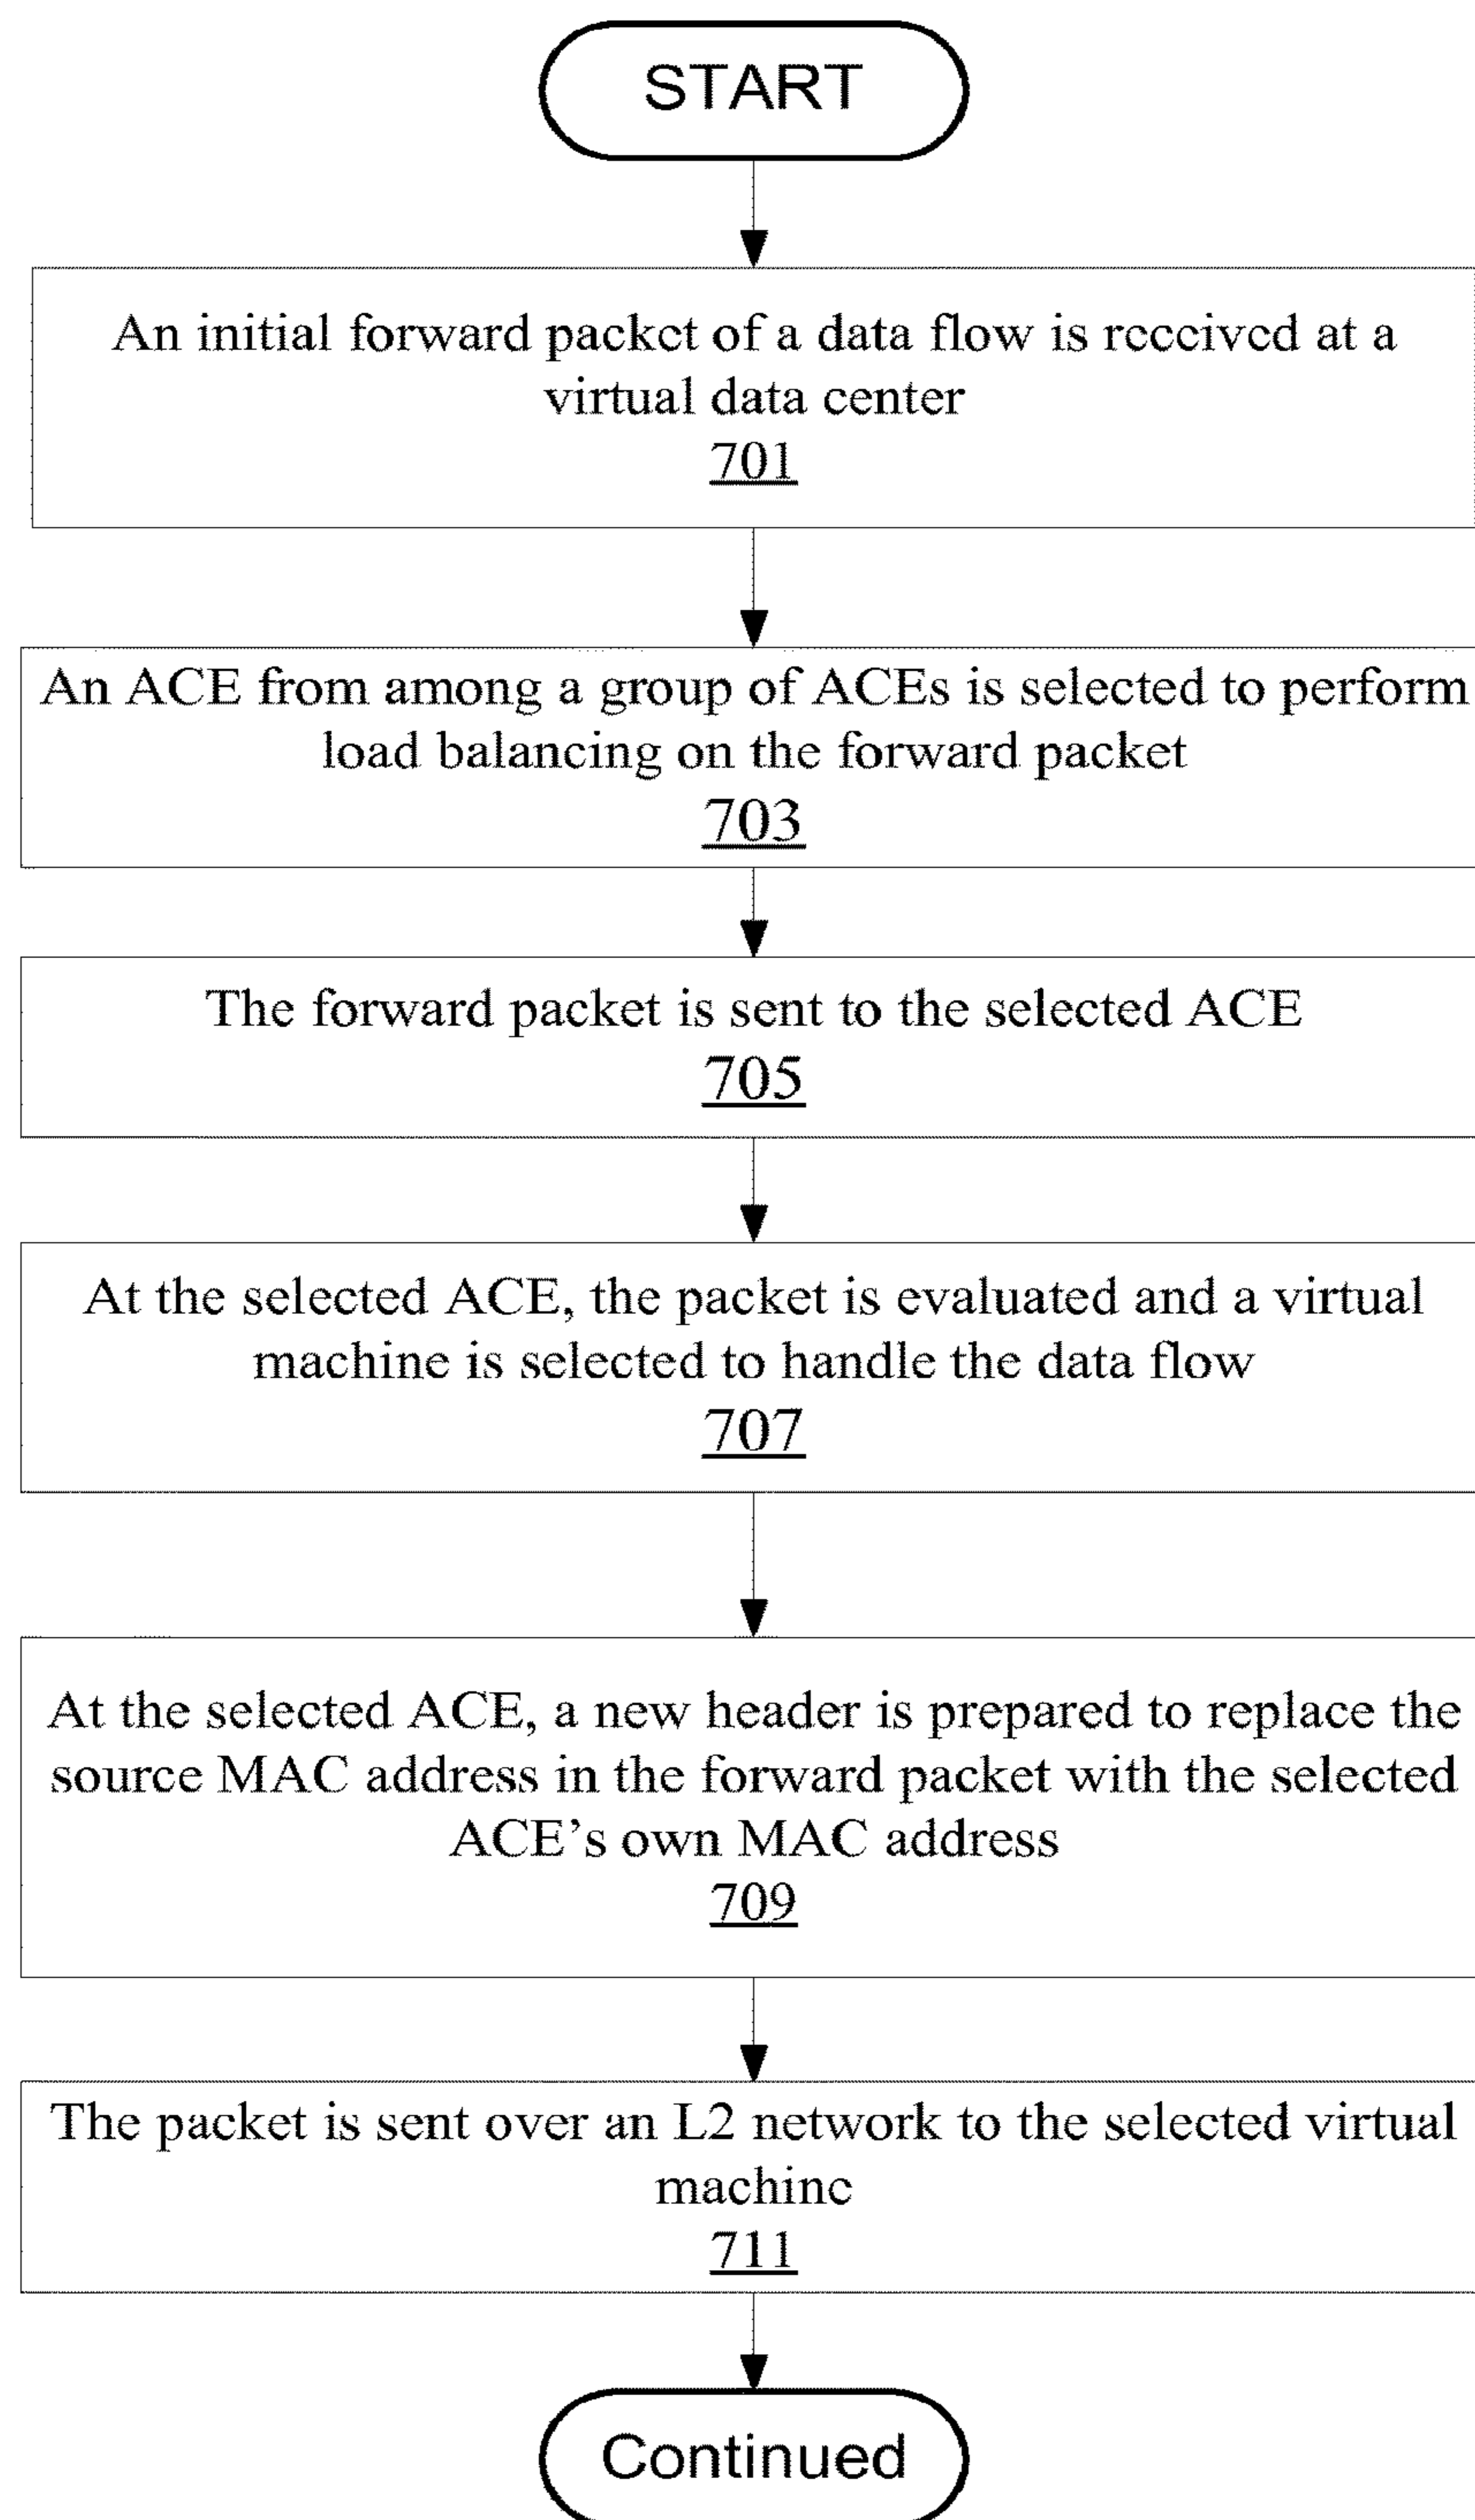 START
An initial forward packet of a data flow is received at a
virtual data center
701
An ACE from among a group of ACEs is selected to perform
load balancing on the forward packet
703
The forward packet is sent to the selected ACE
705
At the selected ACE, the packet is evaluated and a virtual
machine is selected to handle the data flow
707
At the selected ACE, a new header is prepared to replace the
source MAC address in the forward packet with the selected
ACE’s own MAC address
709
The packet is sent over an L2 network to the selected virtual
machine
711
Continued